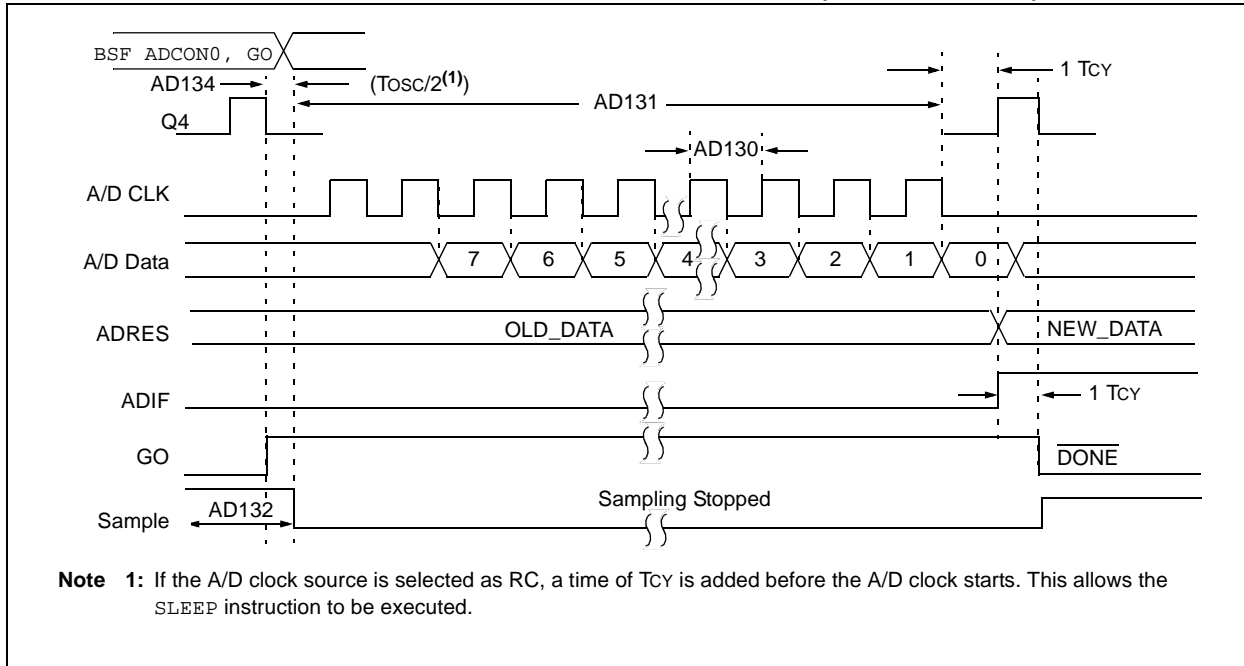 BSF ADCON0, GO
AD134 (TOSC/2(1)) 1 TCY
AD131
Q4
AD130
A/D CLK
A/D Data 7 6 5 4 3 2 1 0
ADRES OLD_DATA NEW_DATA
ADIF 1 TCY
GO DONE
Sampling Stopped
Sample AD132
Note 1: If the A/D clock source is selected as RC, a time of TCY is added before the A/D clock starts. This allows the
SLEEP instruction to be executed.